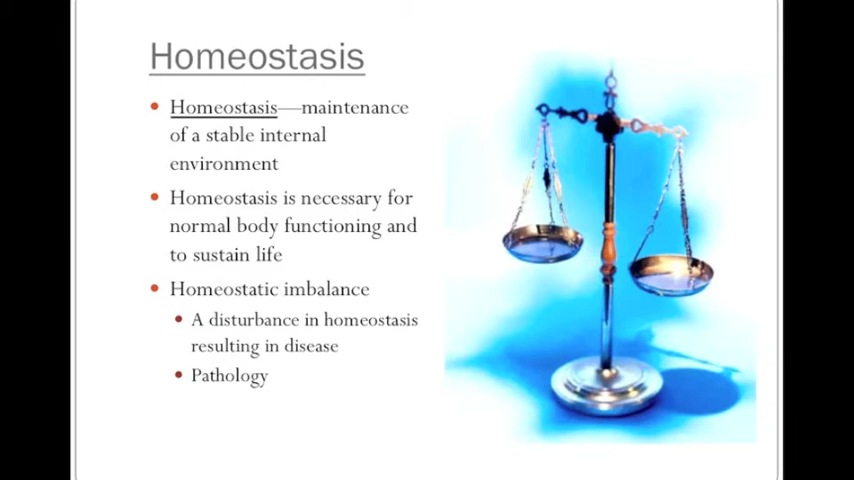 Homeostasis
• Homeostasis—maintenance
of a stable internal
environment
• Homeostasis is necessary for
normal body functioning and
to sustain life
• Homeostatic imbalance
• A disturbance in homeostasis
resulting in disease
• Pathology